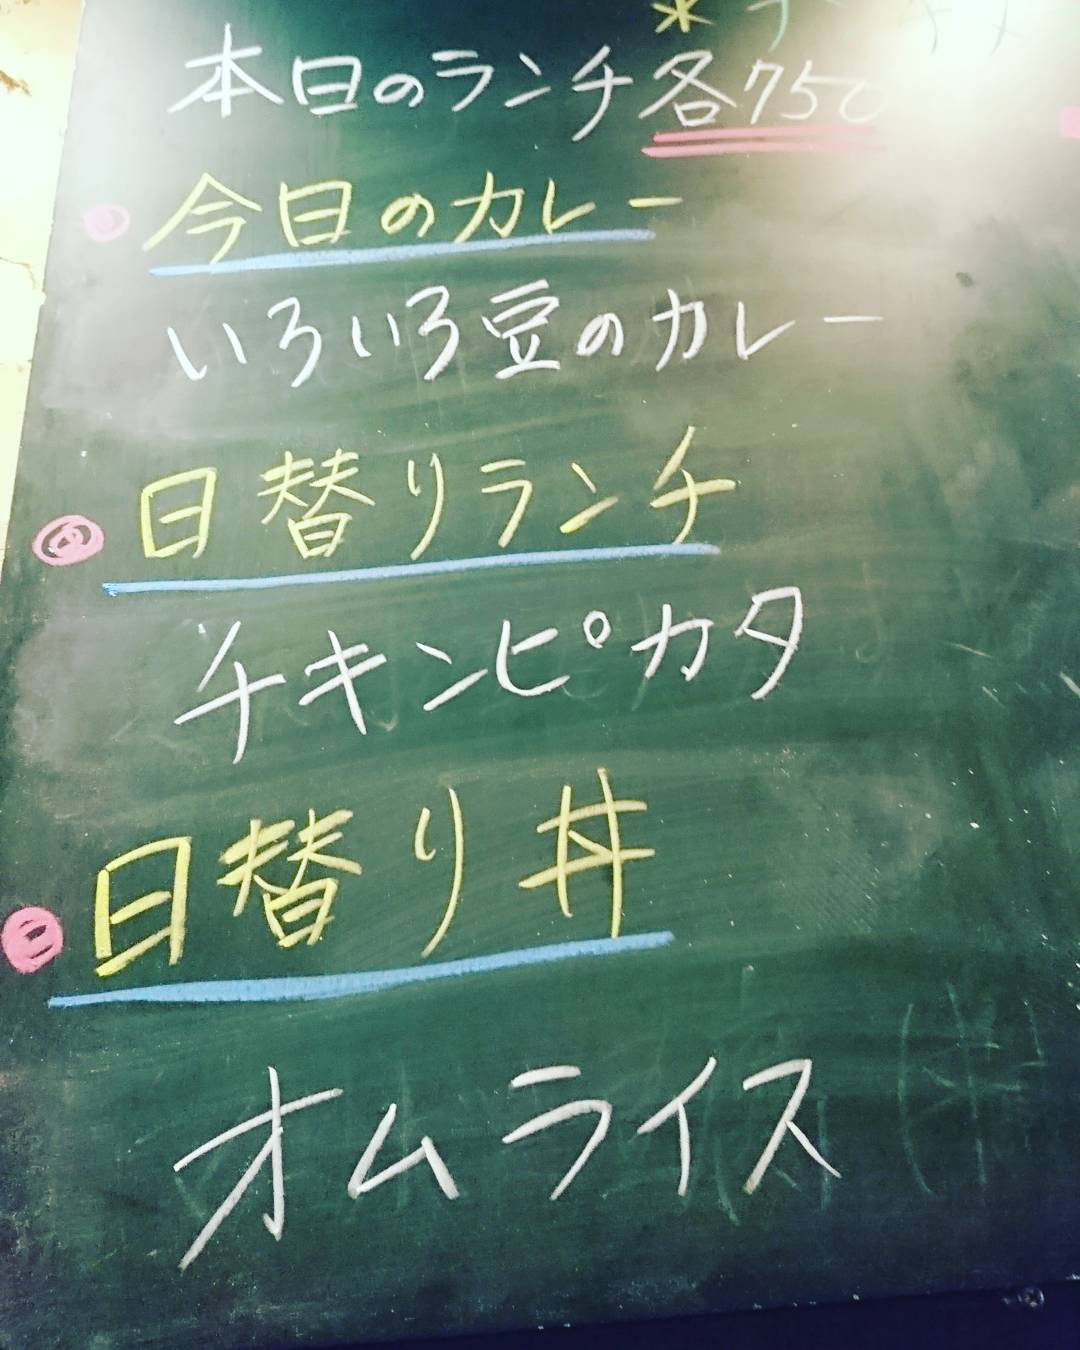 本日のランチ各750
今日のカレー
いろいろ豆のカレー
日替りランチ
チキンピカタ
日替り丼
オムライス